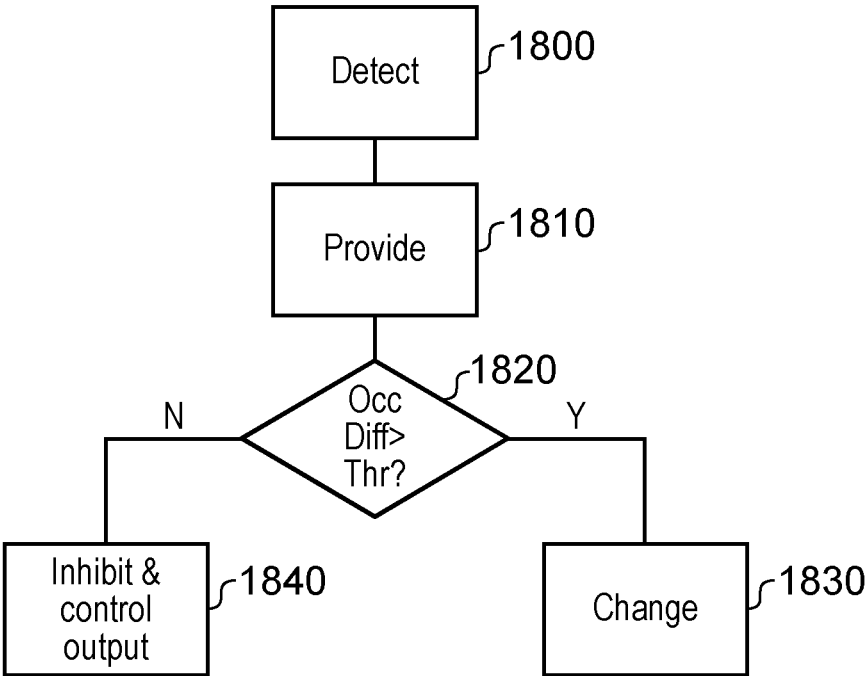 Detect
1800
Provide
1810
Occ
Diff>
Thr?
1820
N
Y
Inhibit &
control
output
1840
Change
1830